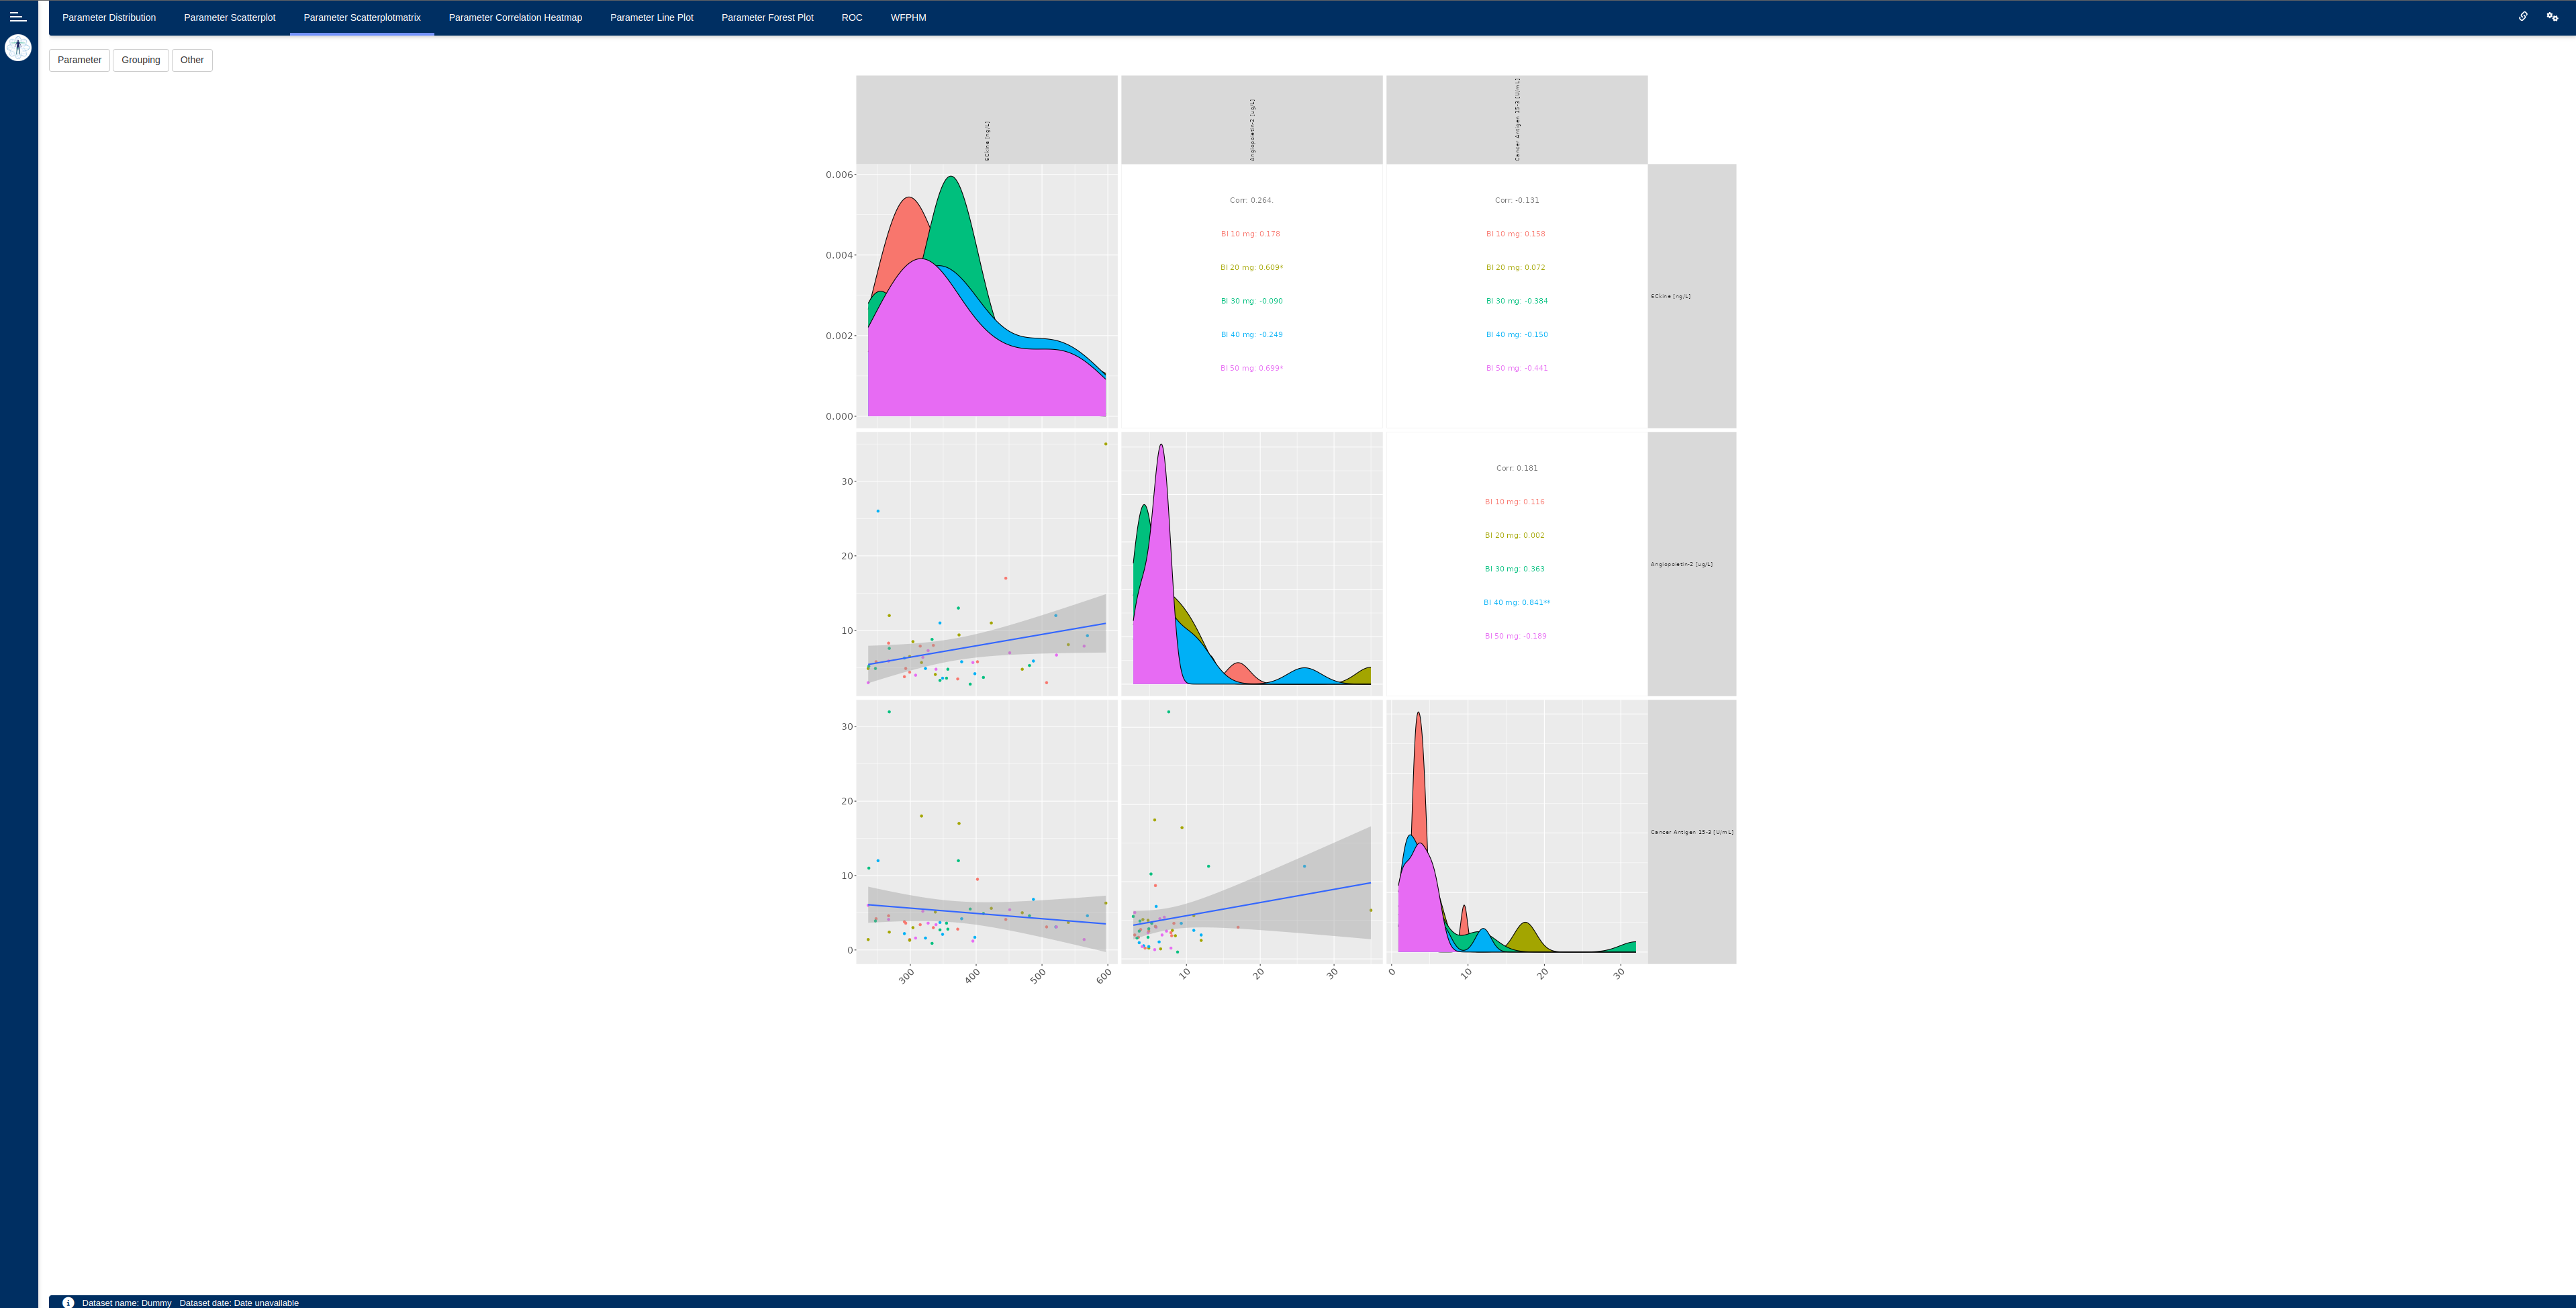 Parameter Distribution Parameter Scatterplot Parameter Scatterplotmatrix Parameter Correlation Heatmap Parameter Line Plot Parameter Forest Plot ROC WFPHM
Parameter Grouping Other
ECkine [ng/L]
Angiopoietin-2 [ug/L]
Cancer Antigen 15-3 [U/mL]
0.006
0.004
0.002
0.000
Corr: 0.264.
BI 10 mg: 0.178
BI 20 mg: 0.609*
BI 30 mg: -0.090
BI 40 mg: -0.249
BI 50 mg: 0.699*
Corr: -0.131
BI 10 mg: 0.158
BI 20 mg: 0.072
BI 30 mg: -0.384
BI 40 mg: -0.150
BI 50 mg: -0.441
ECkine [ng/L]
30
20
10
Corr: 0.181
BI 10 mg: 0.116
BI 20 mg: 0.002
BI 30 mg: 0.363
BI 40 mg: 0.841**
BI 50 mg: -0.189
Angiopoietin-2 [ug/L]
30
20
10
0
Cancer Antigen 15-3 [U/mL]
300 400 500 600
10 20 30
0 10 20 30
Dataset name: Dummy Dataset date: Date unavailable